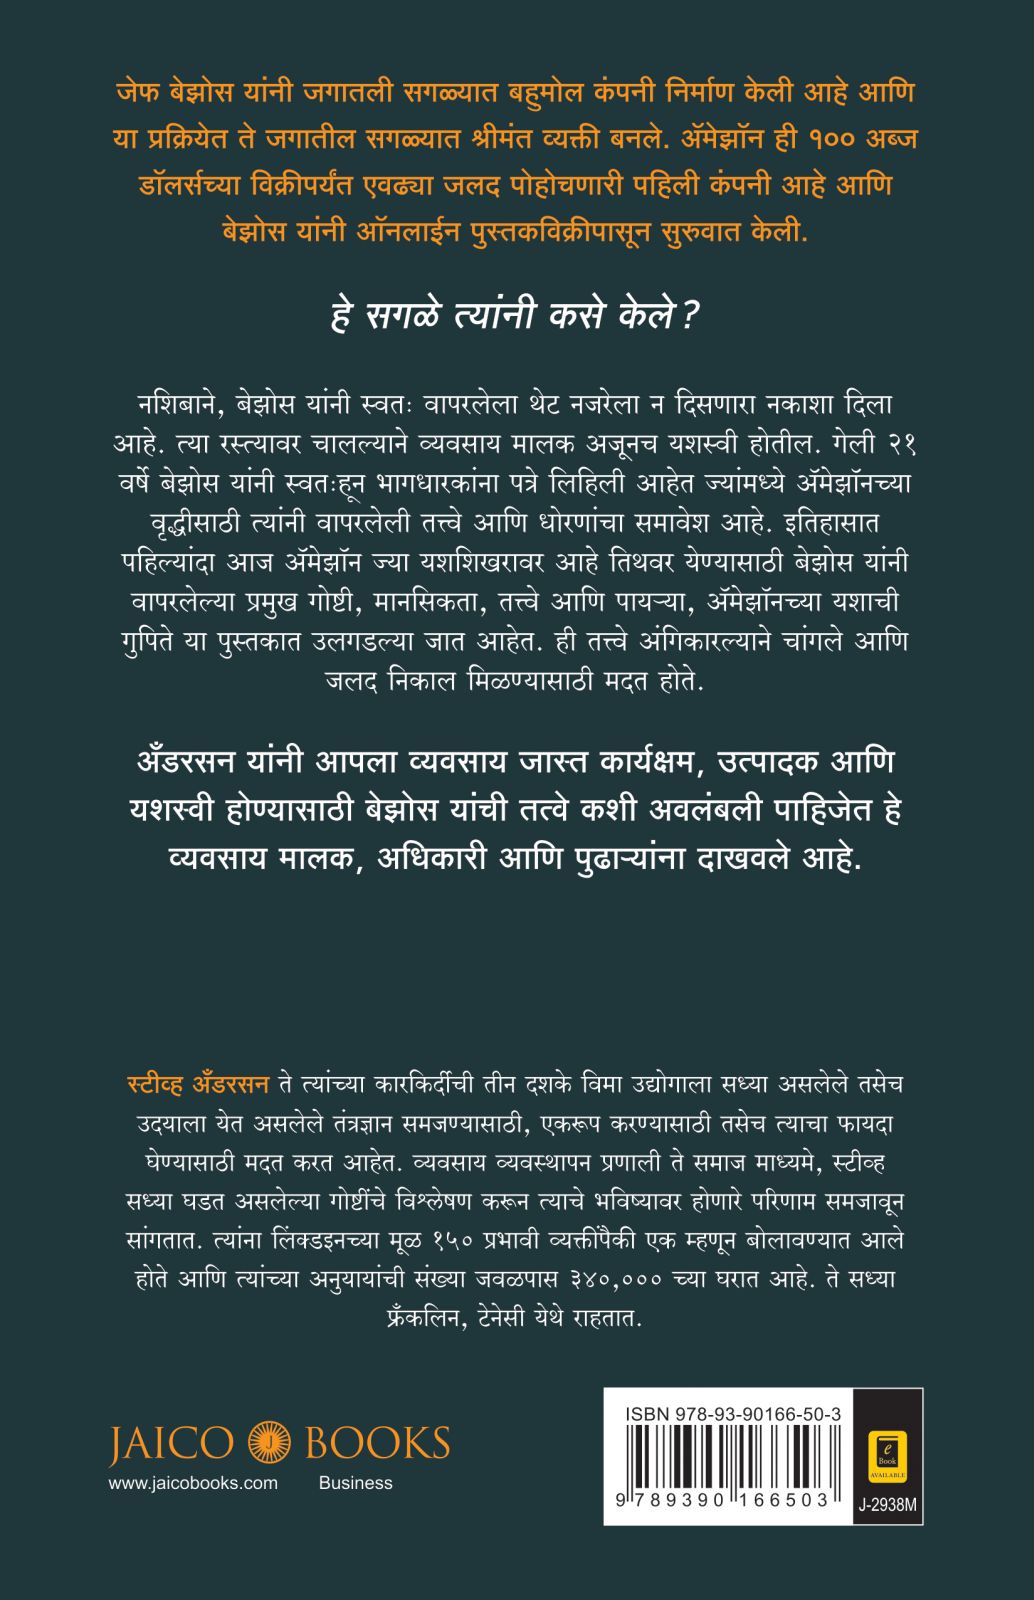 जेफ बेझोस यांनी जगातली सगळ्यात बहुमोल कंपनी निर्माण केली आहे आणि
या प्रक्रियेत ते जगातील सगळ्यात श्रीमंत व्यक्ती बनले. ॲमेझॉन ही १०० अब्ज
डॉलर्सच्या विक्रीपर्यंत एवढ्या जलद पोहोचणारी पहिली कंपनी आहे आणि
बेझोस यांनी ऑनलाईन पुस्तकविक्रीपासून सुरुवात केली.
हे सगळे त्यांनी कसे केले?
नशिबाने, बेझोस यांनी स्वतः वापरलेला थेट नजरेला न दिसणारा नकाशा दिला
आहे. त्या रस्त्यावर चालल्याने व्यवसाय मालक अजूनच यशस्वी होतील. गेली २१
वर्षे बेझोस यांनी स्वतःहून भागधारकांना पत्रे लिहिली आहेत ज्यांमध्ये ॲमेझॉनच्या
वृद्धीसाठी त्यांनी वापरलेली तत्त्वे आणि धोरणांचा समावेश आहे. इतिहासात
पहिल्यांदा आज ॲमेझॉन ज्या यशशिखरावर आहे तिथवर येण्यासाठी बेझोस यांनी
वापरलेल्या प्रमुख गोष्टी, मानसिकता, तत्त्वे आणि पायऱ्या, ॲमेझॉनच्या यशाची
गुपिते या पुस्तकात उलगडल्या जात आहेत. ही तत्त्वे अंगिकारल्याने चांगले आणि
जलद निकाल मिळण्यासाठी मदत होते.
अँडरसन यांनी आपला व्यवसाय जास्त कार्यक्षम, उत्पादक आणि
यशस्वी होण्यासाठी बेझोस यांची तत्वे कशी अवलंबली पाहिजेत हे
व्यवसाय मालक, अधिकारी आणि पुढाऱ्यांना दाखवले आहे.
स्टीव्ह अँडरसन ते त्यांच्या कारकिर्दीची तीन दशके विमा उद्योगाला सध्या असलेले तसेच
उदयाला येत असलेले तंत्रज्ञान समजण्यासाठी, एकरूप करण्यासाठी तसेच त्याचा फायदा
घेण्यासाठी मदत करत आहेत. व्यवसाय व्यवस्थापन प्रणाली ते समाज माध्यमे, स्टीव्ह
सध्या घडत असलेल्या गोष्टींचे विश्लेषण करून त्याचे भविष्यावर होणारे परिणाम समजावून
सांगतात. त्यांना लिंक्डइनच्या मूळ १५० प्रभावी व्यक्तींपैकी एक म्हणून बोलावण्यात आले
होते आणि त्यांच्या अनुयायांची संख्या जवळपास ३४०,००० च्या घरात आहे. ते सध्या
फ्रँकलिन, टेनेसी येथे राहतात.
JAICO J BOOKS
www.jaicobooks.com Business
ISBN 978-93-90166-50-3
9 789390 166503
e
Book
AVAILABLE
J-2938M